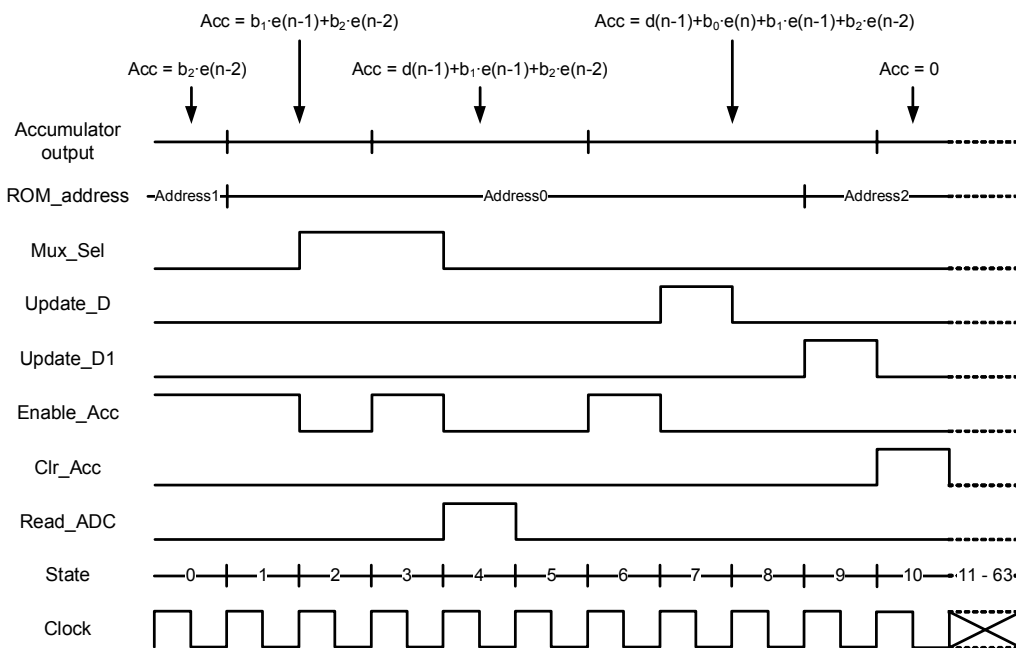 Acc = b₁·e(n-1)+b₂·e(n-2)
Acc = d(n-1)+b₀·e(n)+b₁·e(n-1)+b₂·e(n-2)
Acc = b₂·e(n-2)
Acc = d(n-1)+b₁·e(n-1)+b₂·e(n-2)
Acc = 0
Accumulator
output
ROM_address
Address1
Address0
Address2
Mux_Sel
Update_D
Update_D1
Enable_Acc
Clr_Acc
Read_ADC
State
0 1 2 3 4 5 6 7 8 9 10 11 - 63
Clock